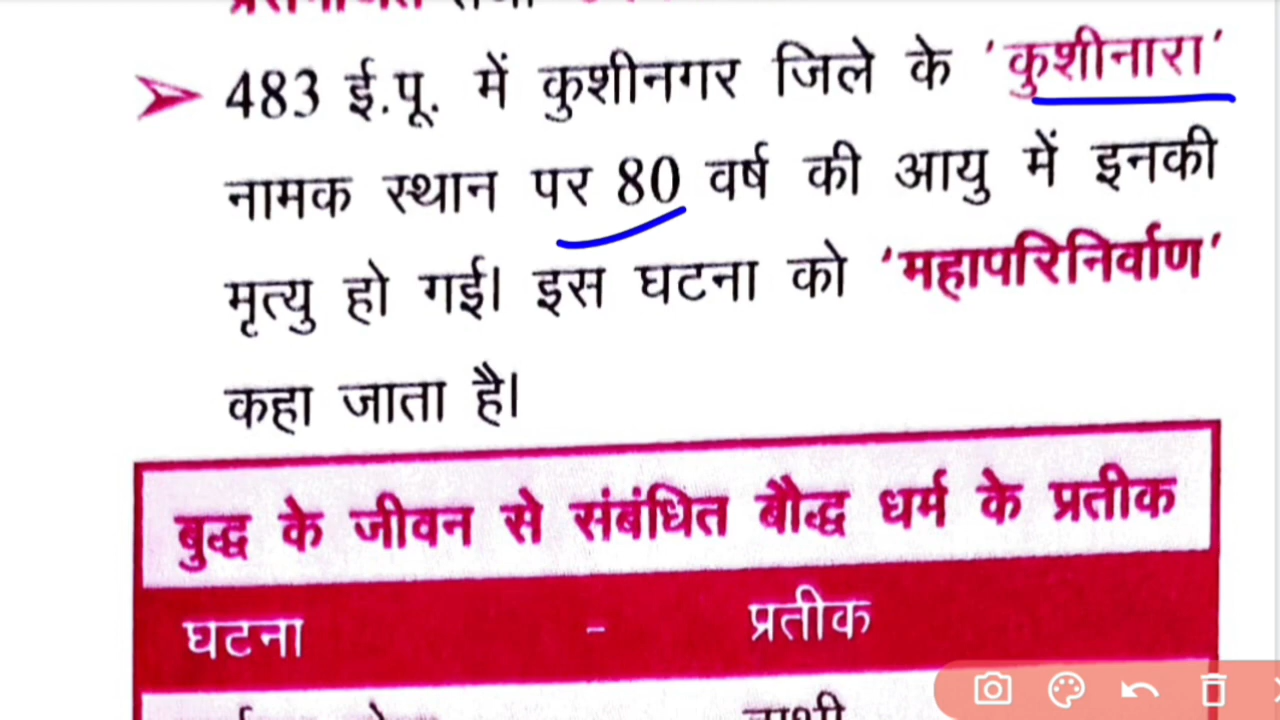 ➢ 483 ई.पू. में कुशीनगर जिले के 'कुशीनारा'
नामक स्थान पर 80 वर्ष की आयु में इनकी
मृत्यु हो गई। इस घटना को 'महापरिनिर्वाण'
कहा जाता है।
बुद्ध के जीवन से संबंधित बौद्ध धर्म के प्रतीक
घटना - प्रतीक